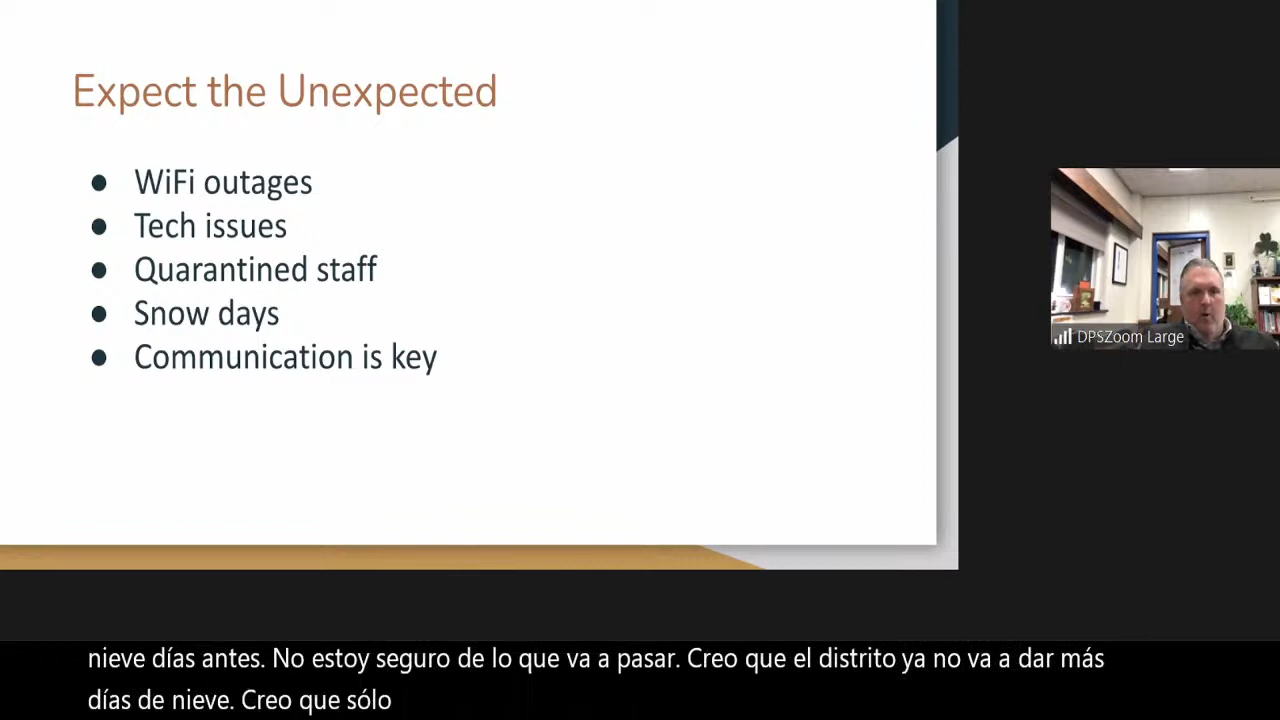 Expect the Unexpected
● WiFi outages
● Tech issues
● Quarantined staff
● Snow days
● Communication is key
DPSZoom Large
nieve días antes. No estoy seguro de lo que va a pasar. Creo que el distrito ya no va a dar más
días de nieve. Creo que sólo